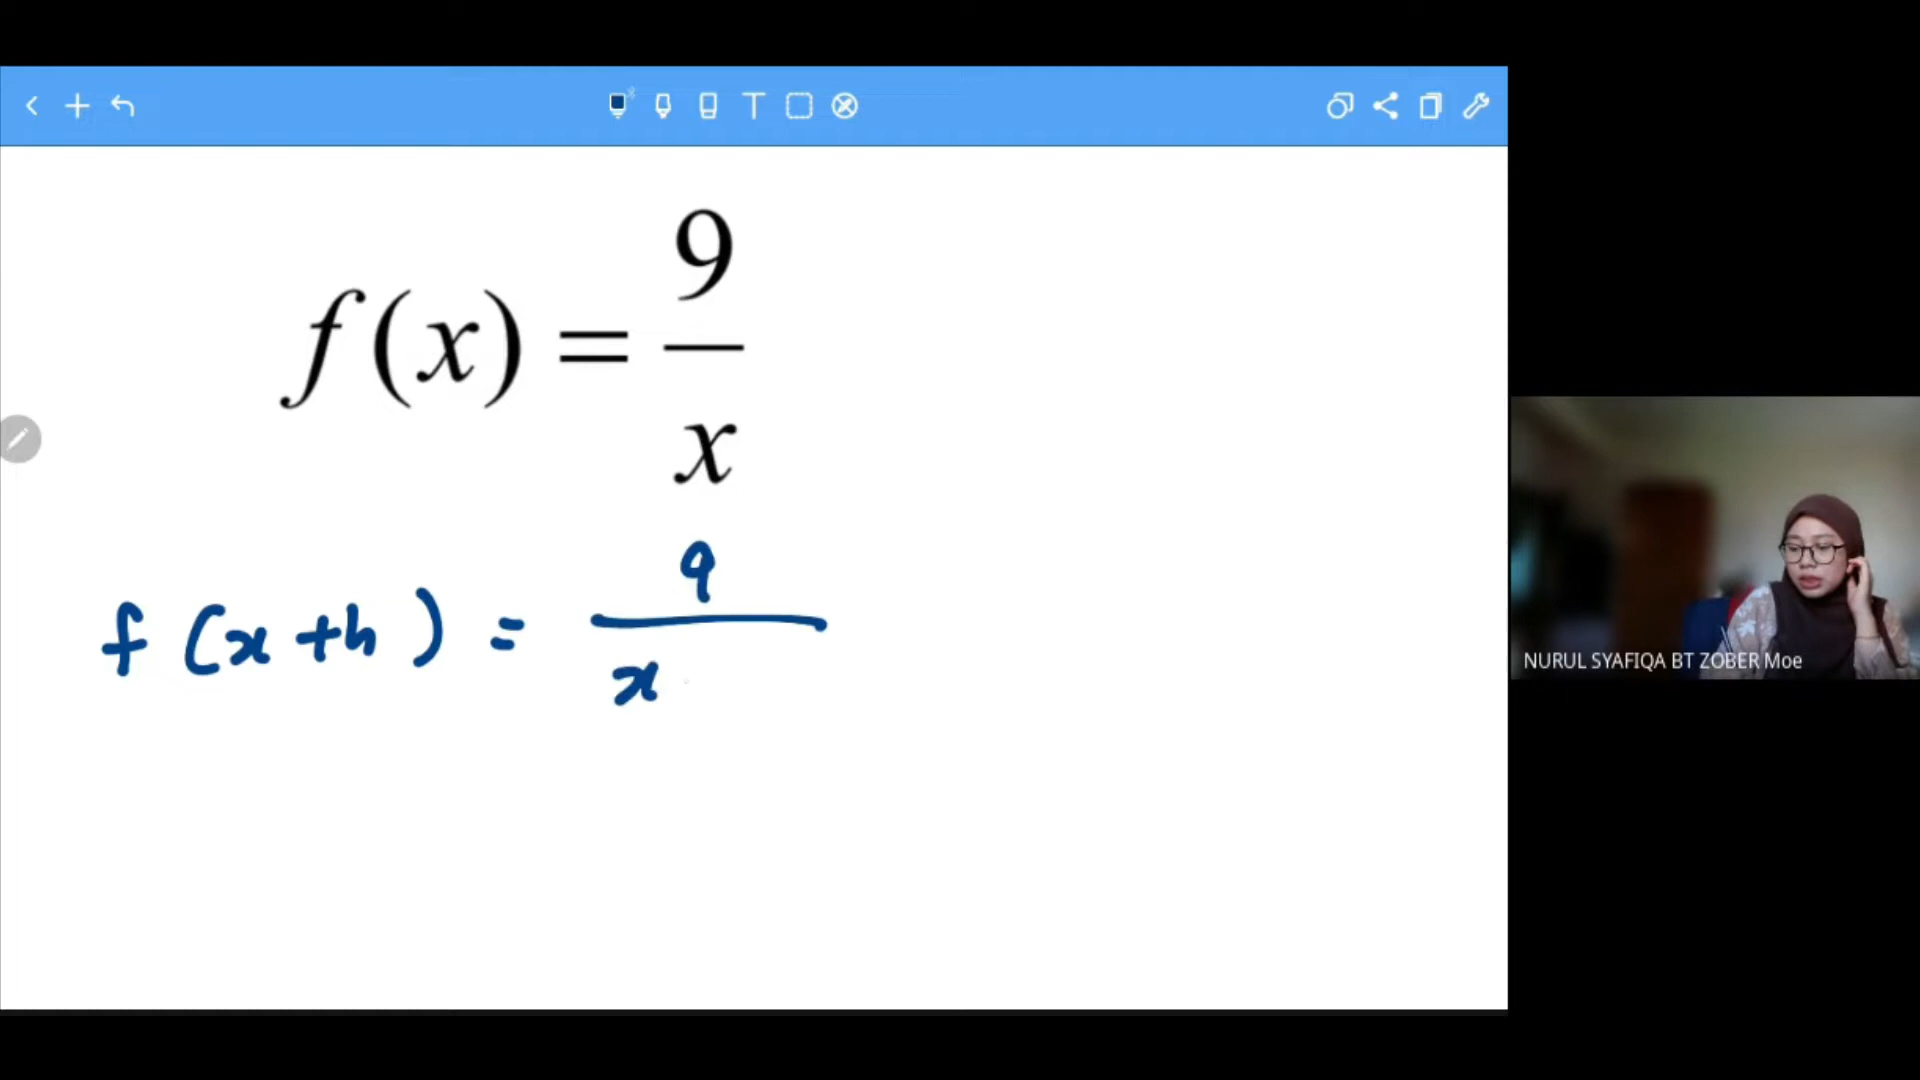 f(x) = 9/x
f(x+h) = 9/x
NURUL SYAFIQA BT ZOBER Moe